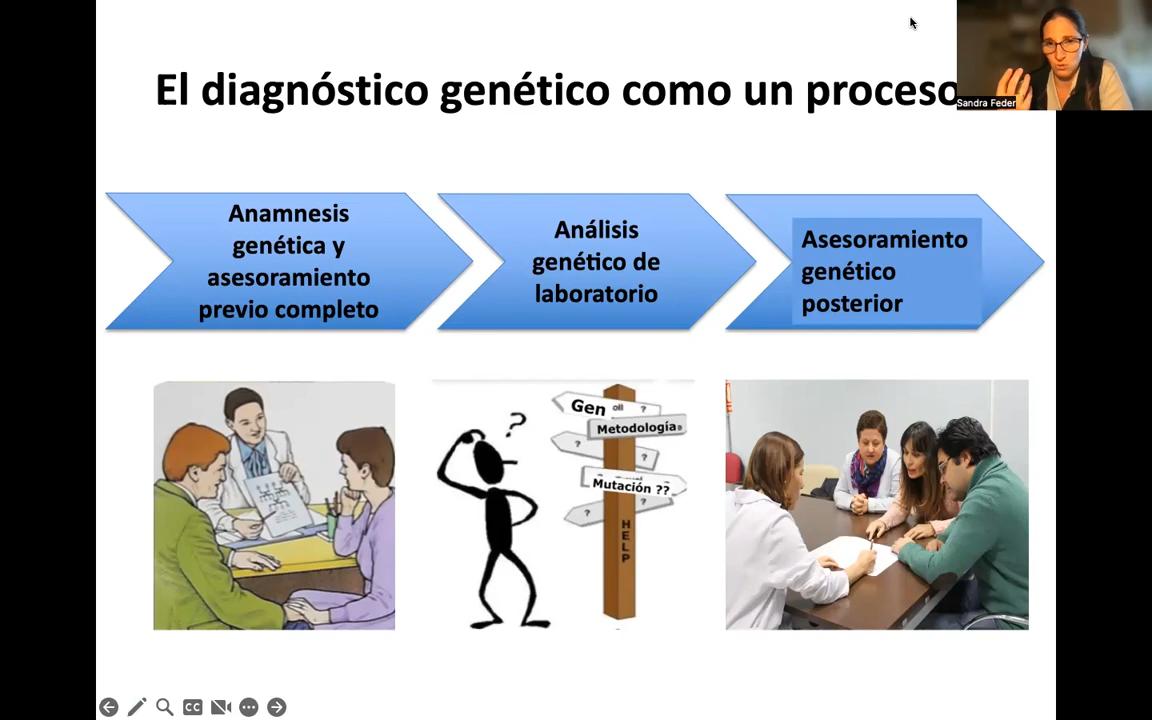 El diagnóstico genético como un proceso
Sandra Feder
Anamnesis
genética y
asesoramiento
previo completo
Análisis
genético de
laboratorio
Asesoramiento
genético
posterior
Gen ?
Metodología
?
?
Mutación ??
?
?
HELP
CC